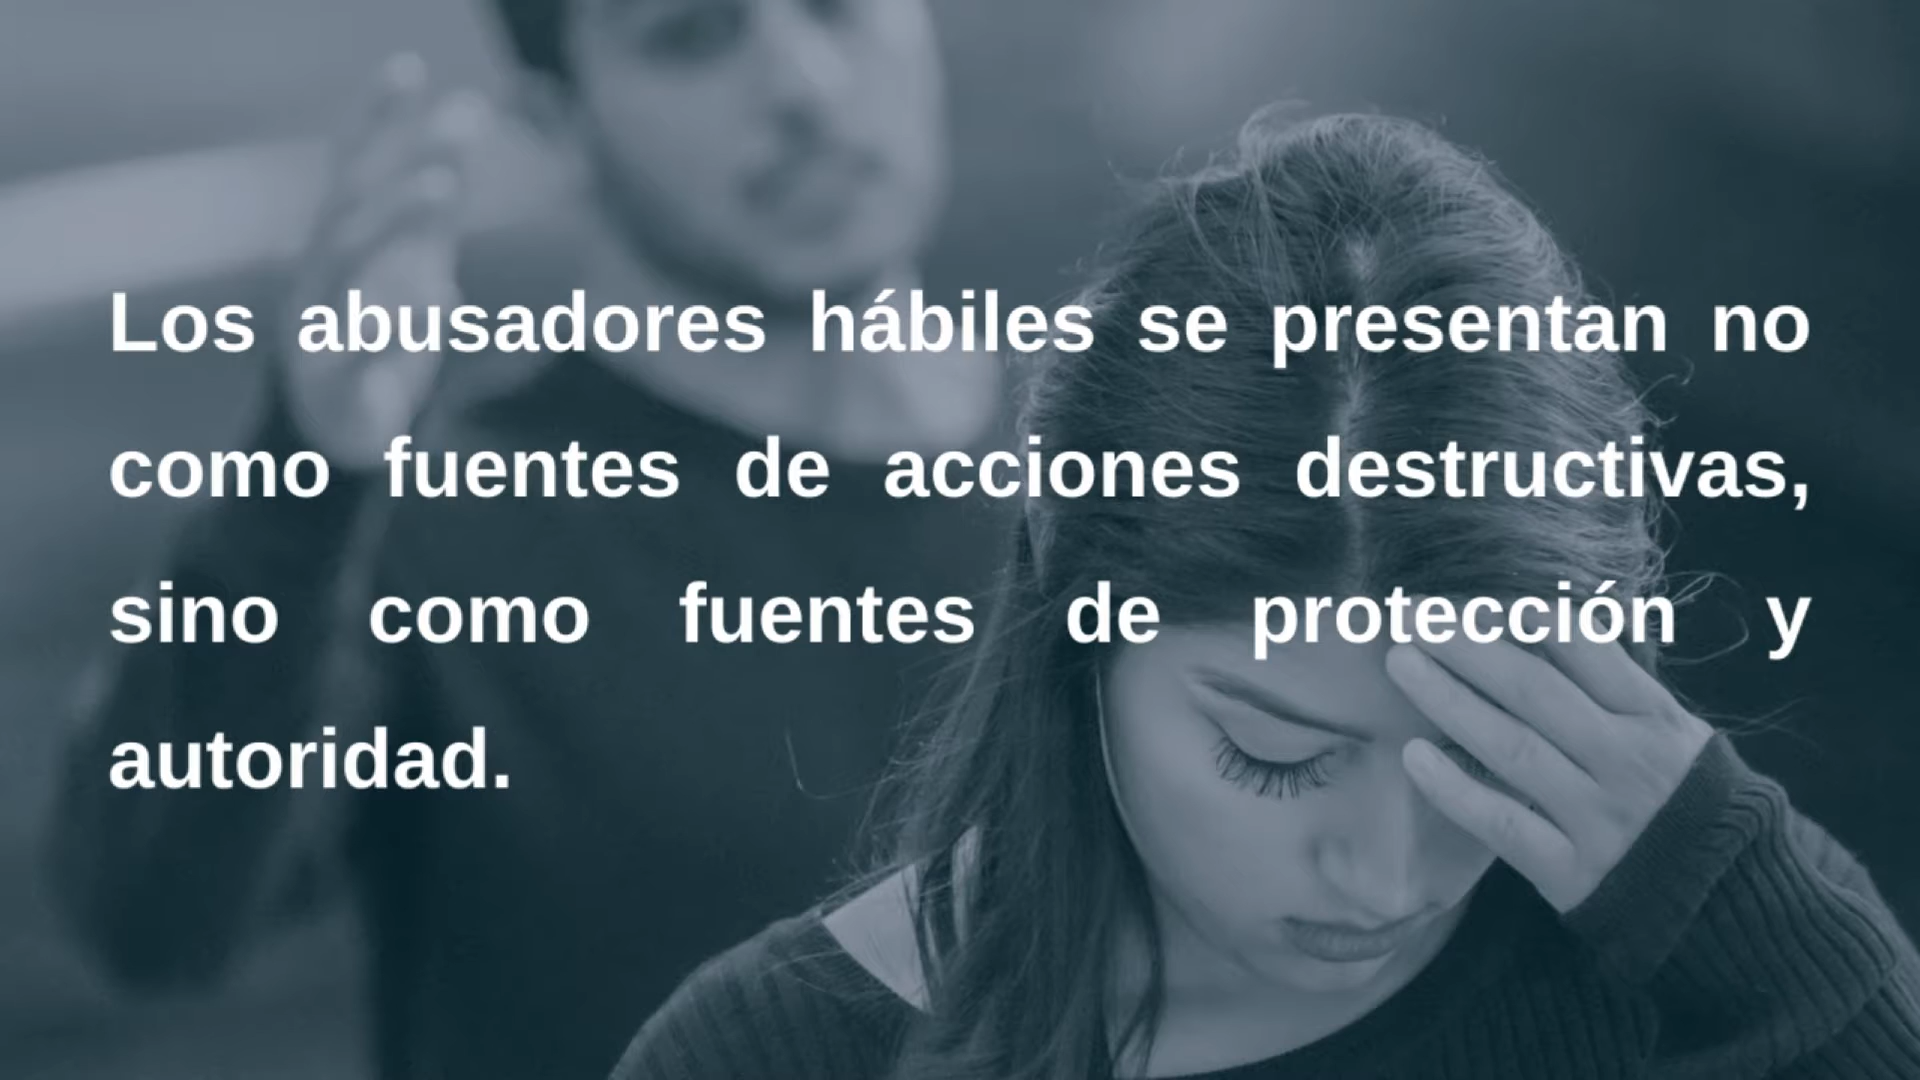 Los abusadores hábiles se presentan no
como fuentes de acciones destructivas,
sino como fuentes de protección y
autoridad.